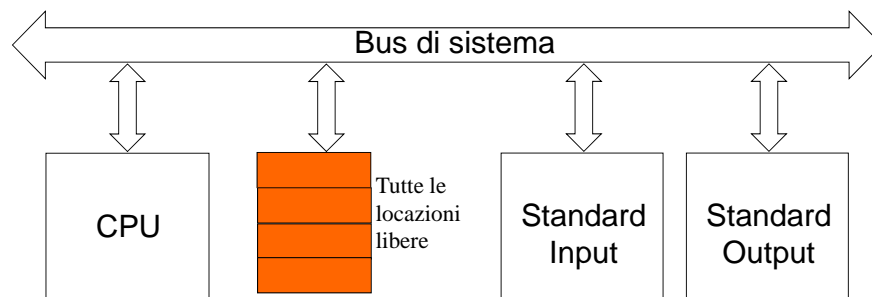 Bus di sistema
CPU
Tutte le
locazioni
libere
Standard
Input
Standard
Output